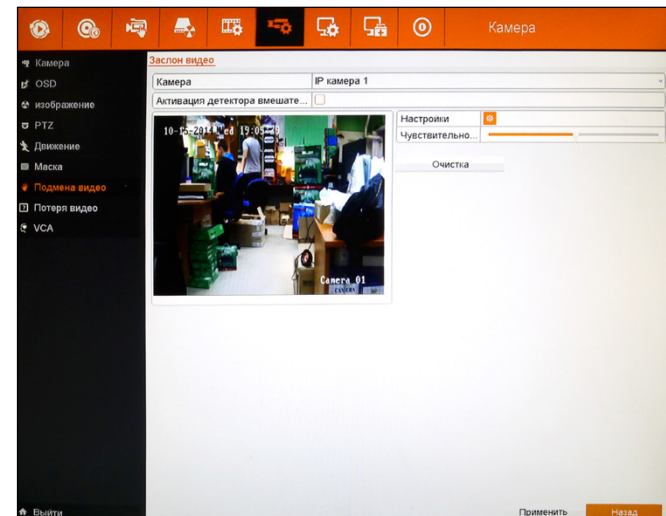 Камера
Камера
OSD
изображение
PTZ
Движение
Маска
Подмена видео
Потеря видео
VCA
Выйти
Заслон видео
Камера IP камера 1
Активация детектора вмешате...
Camera 01
Настройки
Чувствительно...
Очистка
Применить Назад